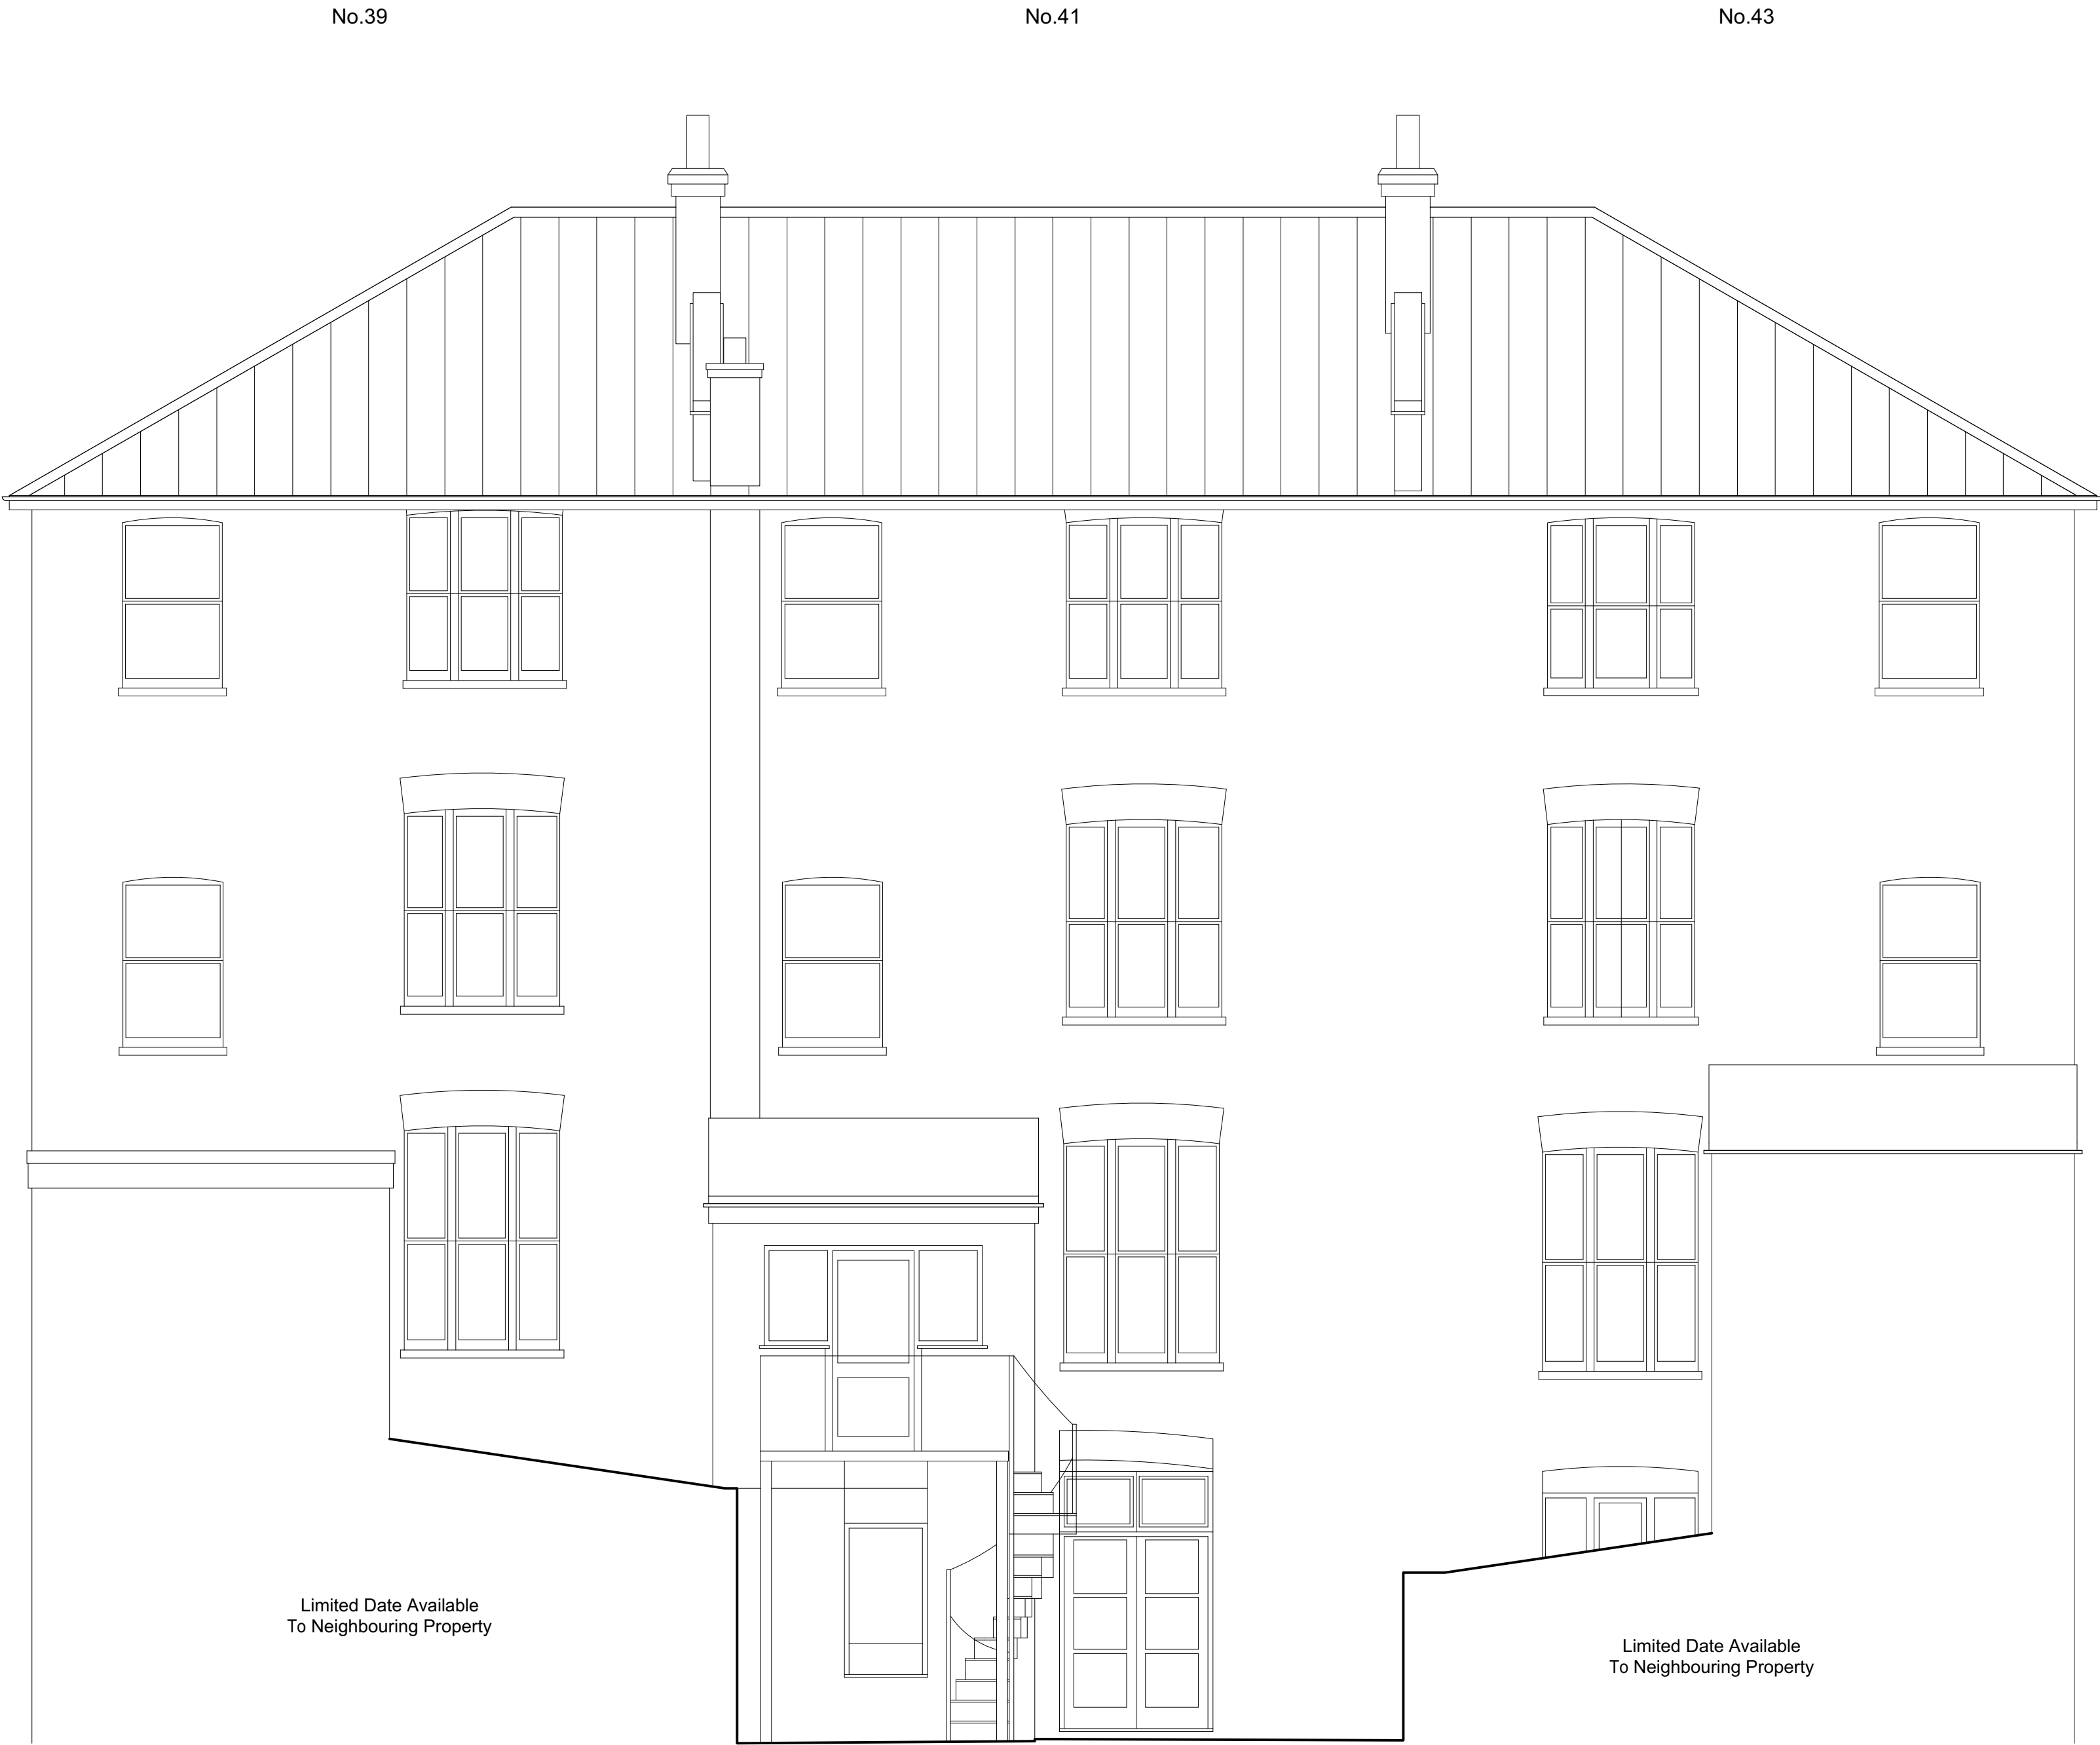 No.39
No.41
No.43
Limited Date Available
To Neighbouring Property
Limited Date Available
To Neighbouring Property